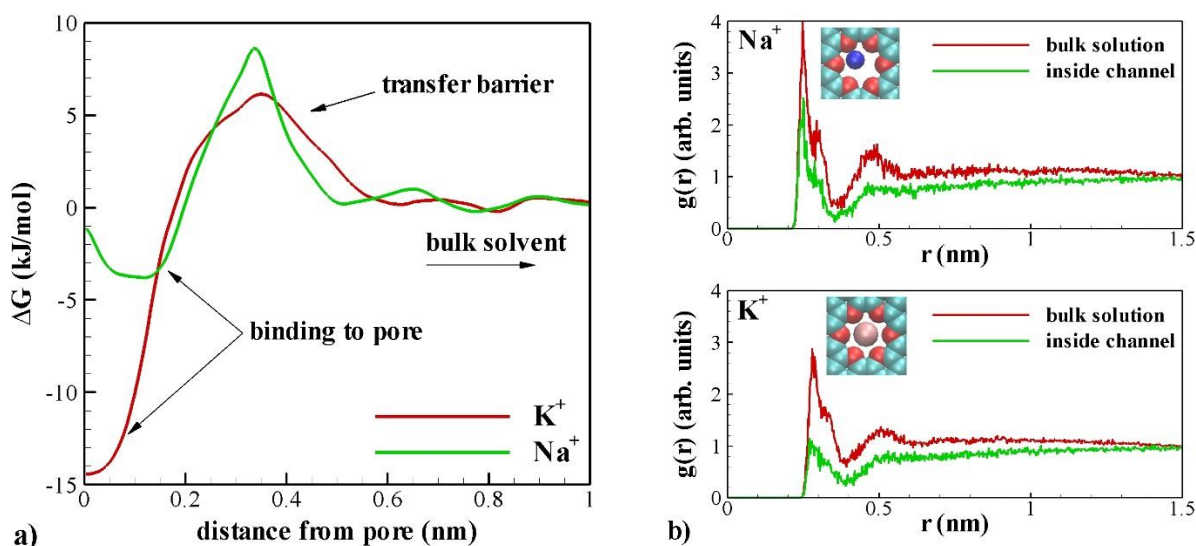 10
5
0
-5
-10
-15
ΔG (kJ/mol)
transfer barrier
bulk solvent
binding to pore
K+
Na+
0
0.2
0.4
0.6
0.8
1
distance from pore (nm)
a)
4
3
2
1
0
g(r) (arb. units)
Na+
bulk solution
inside channel
0
0.5
1
1.5
r (nm)
4
3
2
1
0
g(r) (arb. units)
K+
bulk solution
inside channel
0
0.5
1
1.5
r (nm)
b)